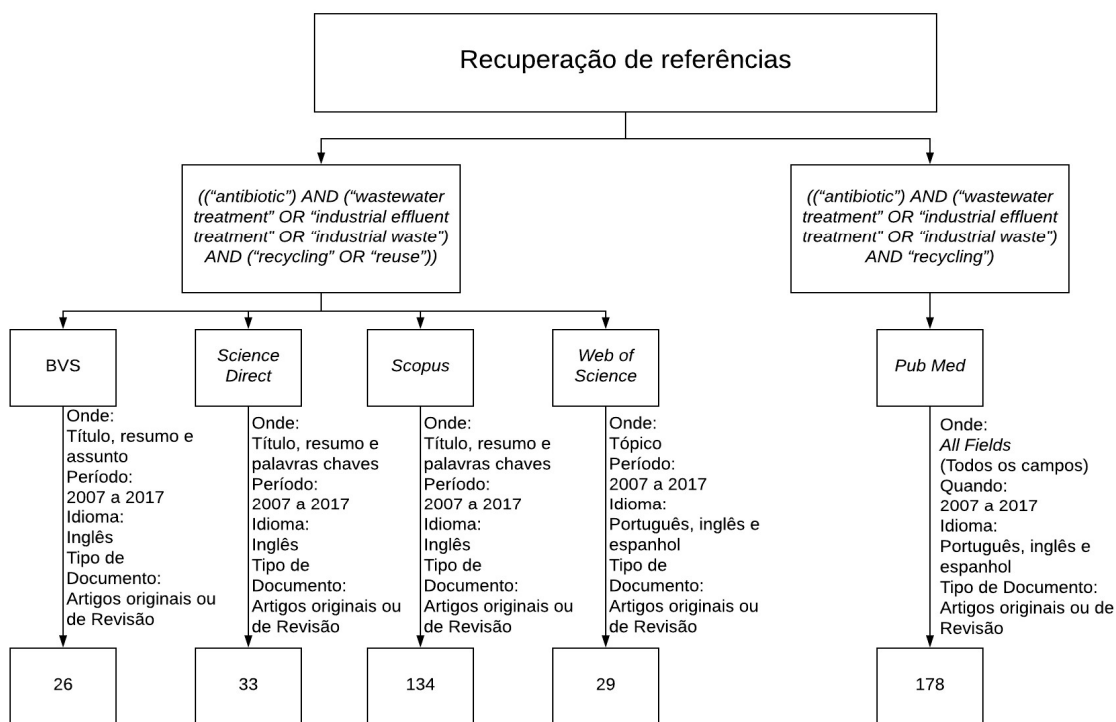 Recuperação de referências
((“antibiotic”) AND (“wastewater
treatment” OR “industrial effluent
treatment” OR “industrial waste”)
AND (“recycling” OR “reuse”))
((“antibiotic”) AND (“wastewater
treatment” OR “industrial effluent
treatment” OR “industrial waste”)
AND “recycling”)
BVS
Science
Direct
Scopus
Web of
Science
Pub Med
Onde:
Título, resumo e
assunto
Período:
2007 a 2017
Idioma:
Inglês
Tipo de
Documento:
Artigos originais ou
de Revisão
Onde:
Título, resumo e
palavras chaves
Período:
2007 a 2017
Idioma:
Inglês
Tipo de
Documento:
Artigos originais ou
de Revisão
Onde:
Título, resumo e
palavras chaves
Período:
2007 a 2017
Idioma:
Inglês
Tipo de
Documento:
Artigos originais ou
de Revisão
Onde:
Tópico
Período:
2007 a 2017
Idioma:
Português, inglês e
espanhol
Tipo de
Documento:
Artigos originais ou
de Revisão
Onde:
All Fields
(Todos os campos)
Quando:
2007 a 2017
Idioma:
Português, inglês e
espanhol
Tipo de Documento:
Artigos originais ou de
Revisão
26
33
134
29
178